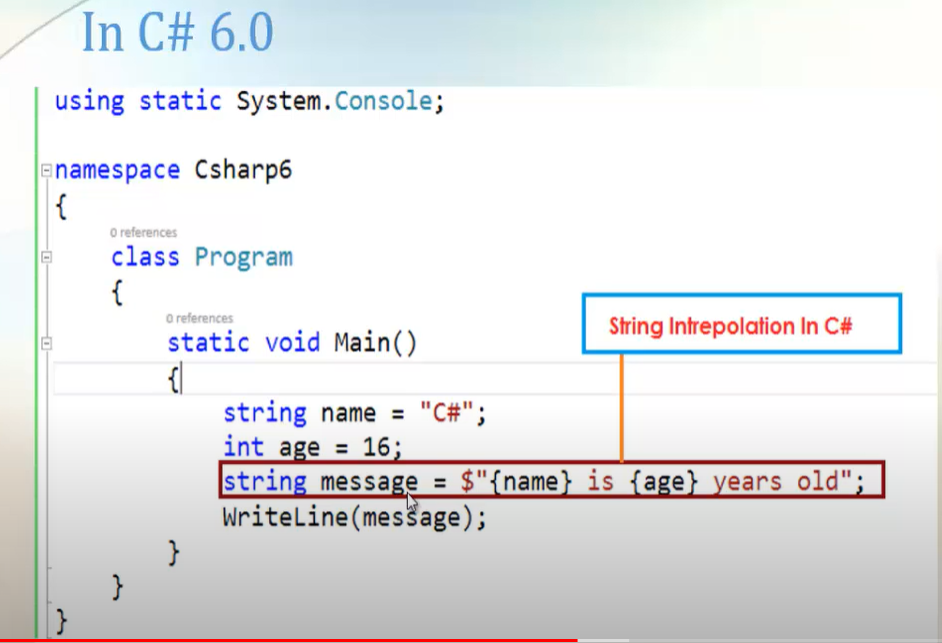 In C# 6.0
using static System.Console;
namespace Csharp6
{
0 references
class Program
{
0 references
static void Main()
{
String Intrepolation In C#
string name = "C#";
int age = 16;
string message = $"{name} is {age} years old";
WriteLine(message);
}
}
}